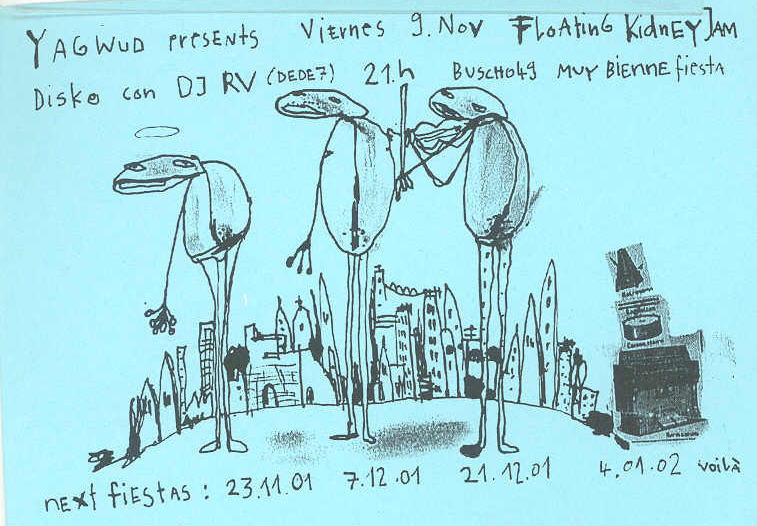 YAGWUD PRESENTS Viernes 9. Nov FloAtinG KidnEY JAM
Disko con DJ RV (DEDE7) 21.h BUSCHO49 MUY BIENNE fiesta
next fiestas : 23.11.01 7.12.01 21.12.01 4.01.02 voilà